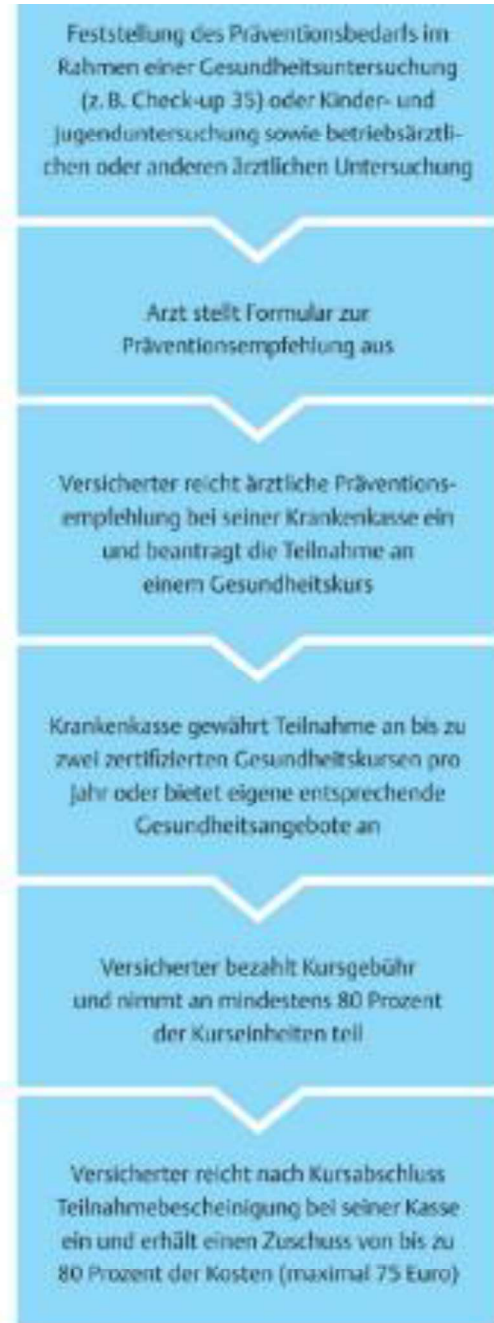 Feststellung des Präventionsbedarfs im
Rahmen einer Gesundheitsuntersuchung
(z. B. Check-up 35) oder Kinder- und
Jugenduntersuchung sowie betriebsärztli-
chen oder anderen ärztlichen Untersuchung
Arzt stellt Formular zur
Präventionsempfehlung aus
Versicherter reicht ärztliche Präventions-
empfehlung bei seiner Krankenkasse ein
und beantragt die Teilnahme an
einem Gesundheitskurs
Krankenkasse gewährt Teilnahme an bis zu
zwei zertifizierten Gesundheitskursen pro
Jahr oder bietet eigene entsprechende
Gesundheitsangebote an
Versicherter bezahlt Kursgebühr
und nimmt an mindestens 80 Prozent
der Kurseinheiten teil
Versicherter reicht nach Kursabschluss
Teilnahmebescheinigung bei seiner Kasse
ein und erhält einen Zuschuss von bis zu
80 Prozent der Kosten (maximal 75 Euro)